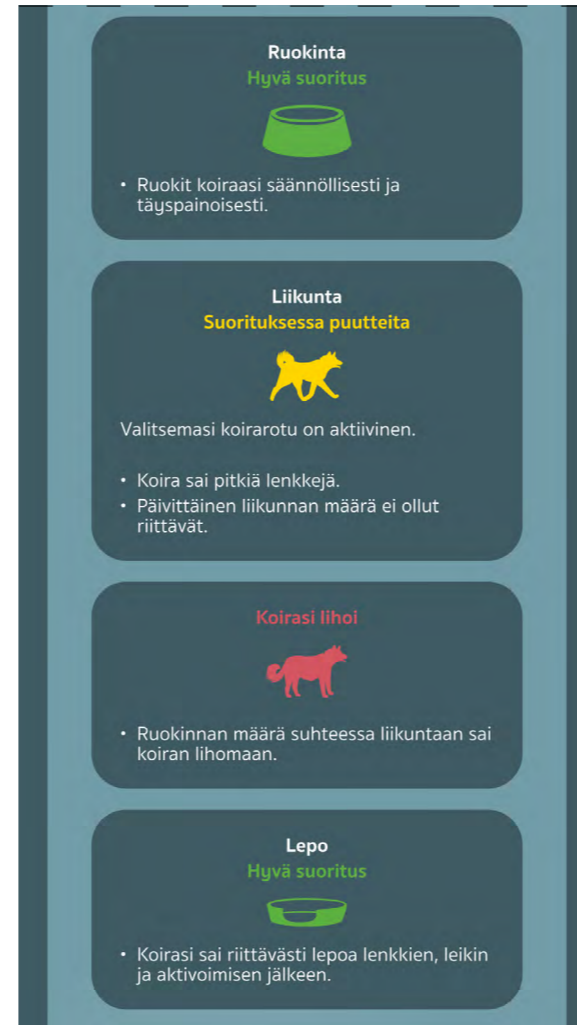 Ruokinta
Hyvä suoritus
• Ruokit koiraasi säännöllisesti ja
täyspainoisesti.
Liikunta
Suorituksessa puutteita
Valitsemasi koirarotu on aktiivinen.
• Koira sai pitkiä lenkkejä.
• Päivittäinen liikunnan määrä ei ollut
riittävät.
Koirasi lihoi
• Ruokinnan määrä suhteessa liikuntaan sai
koiran lihomaan.
Lepo
Hyvä suoritus
• Koirasi sai riittävästi lepoa lenkkien, leikin
ja aktivoimisen jälkeen.